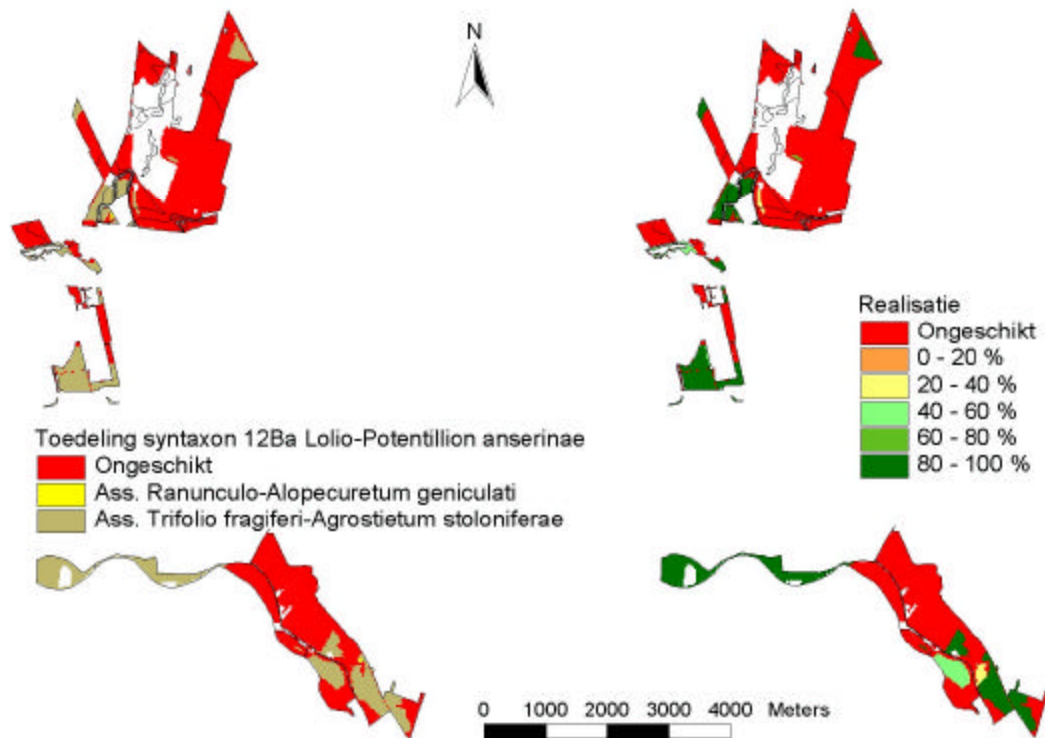 N
Realisatie
Ongeschikt
0 - 20 %
20 - 40 %
40 - 60 %
60 - 80 %
80 - 100 %
Toedeling syntaxon 12Ba Lolio-Potentillion anserinae
Ongeschikt
Ass. Ranunculo-Alopecuretum geniculati
Ass. Trifolio fragiferi-Agrostietum stoloniferae
0 1000 2000 3000 4000 Meters